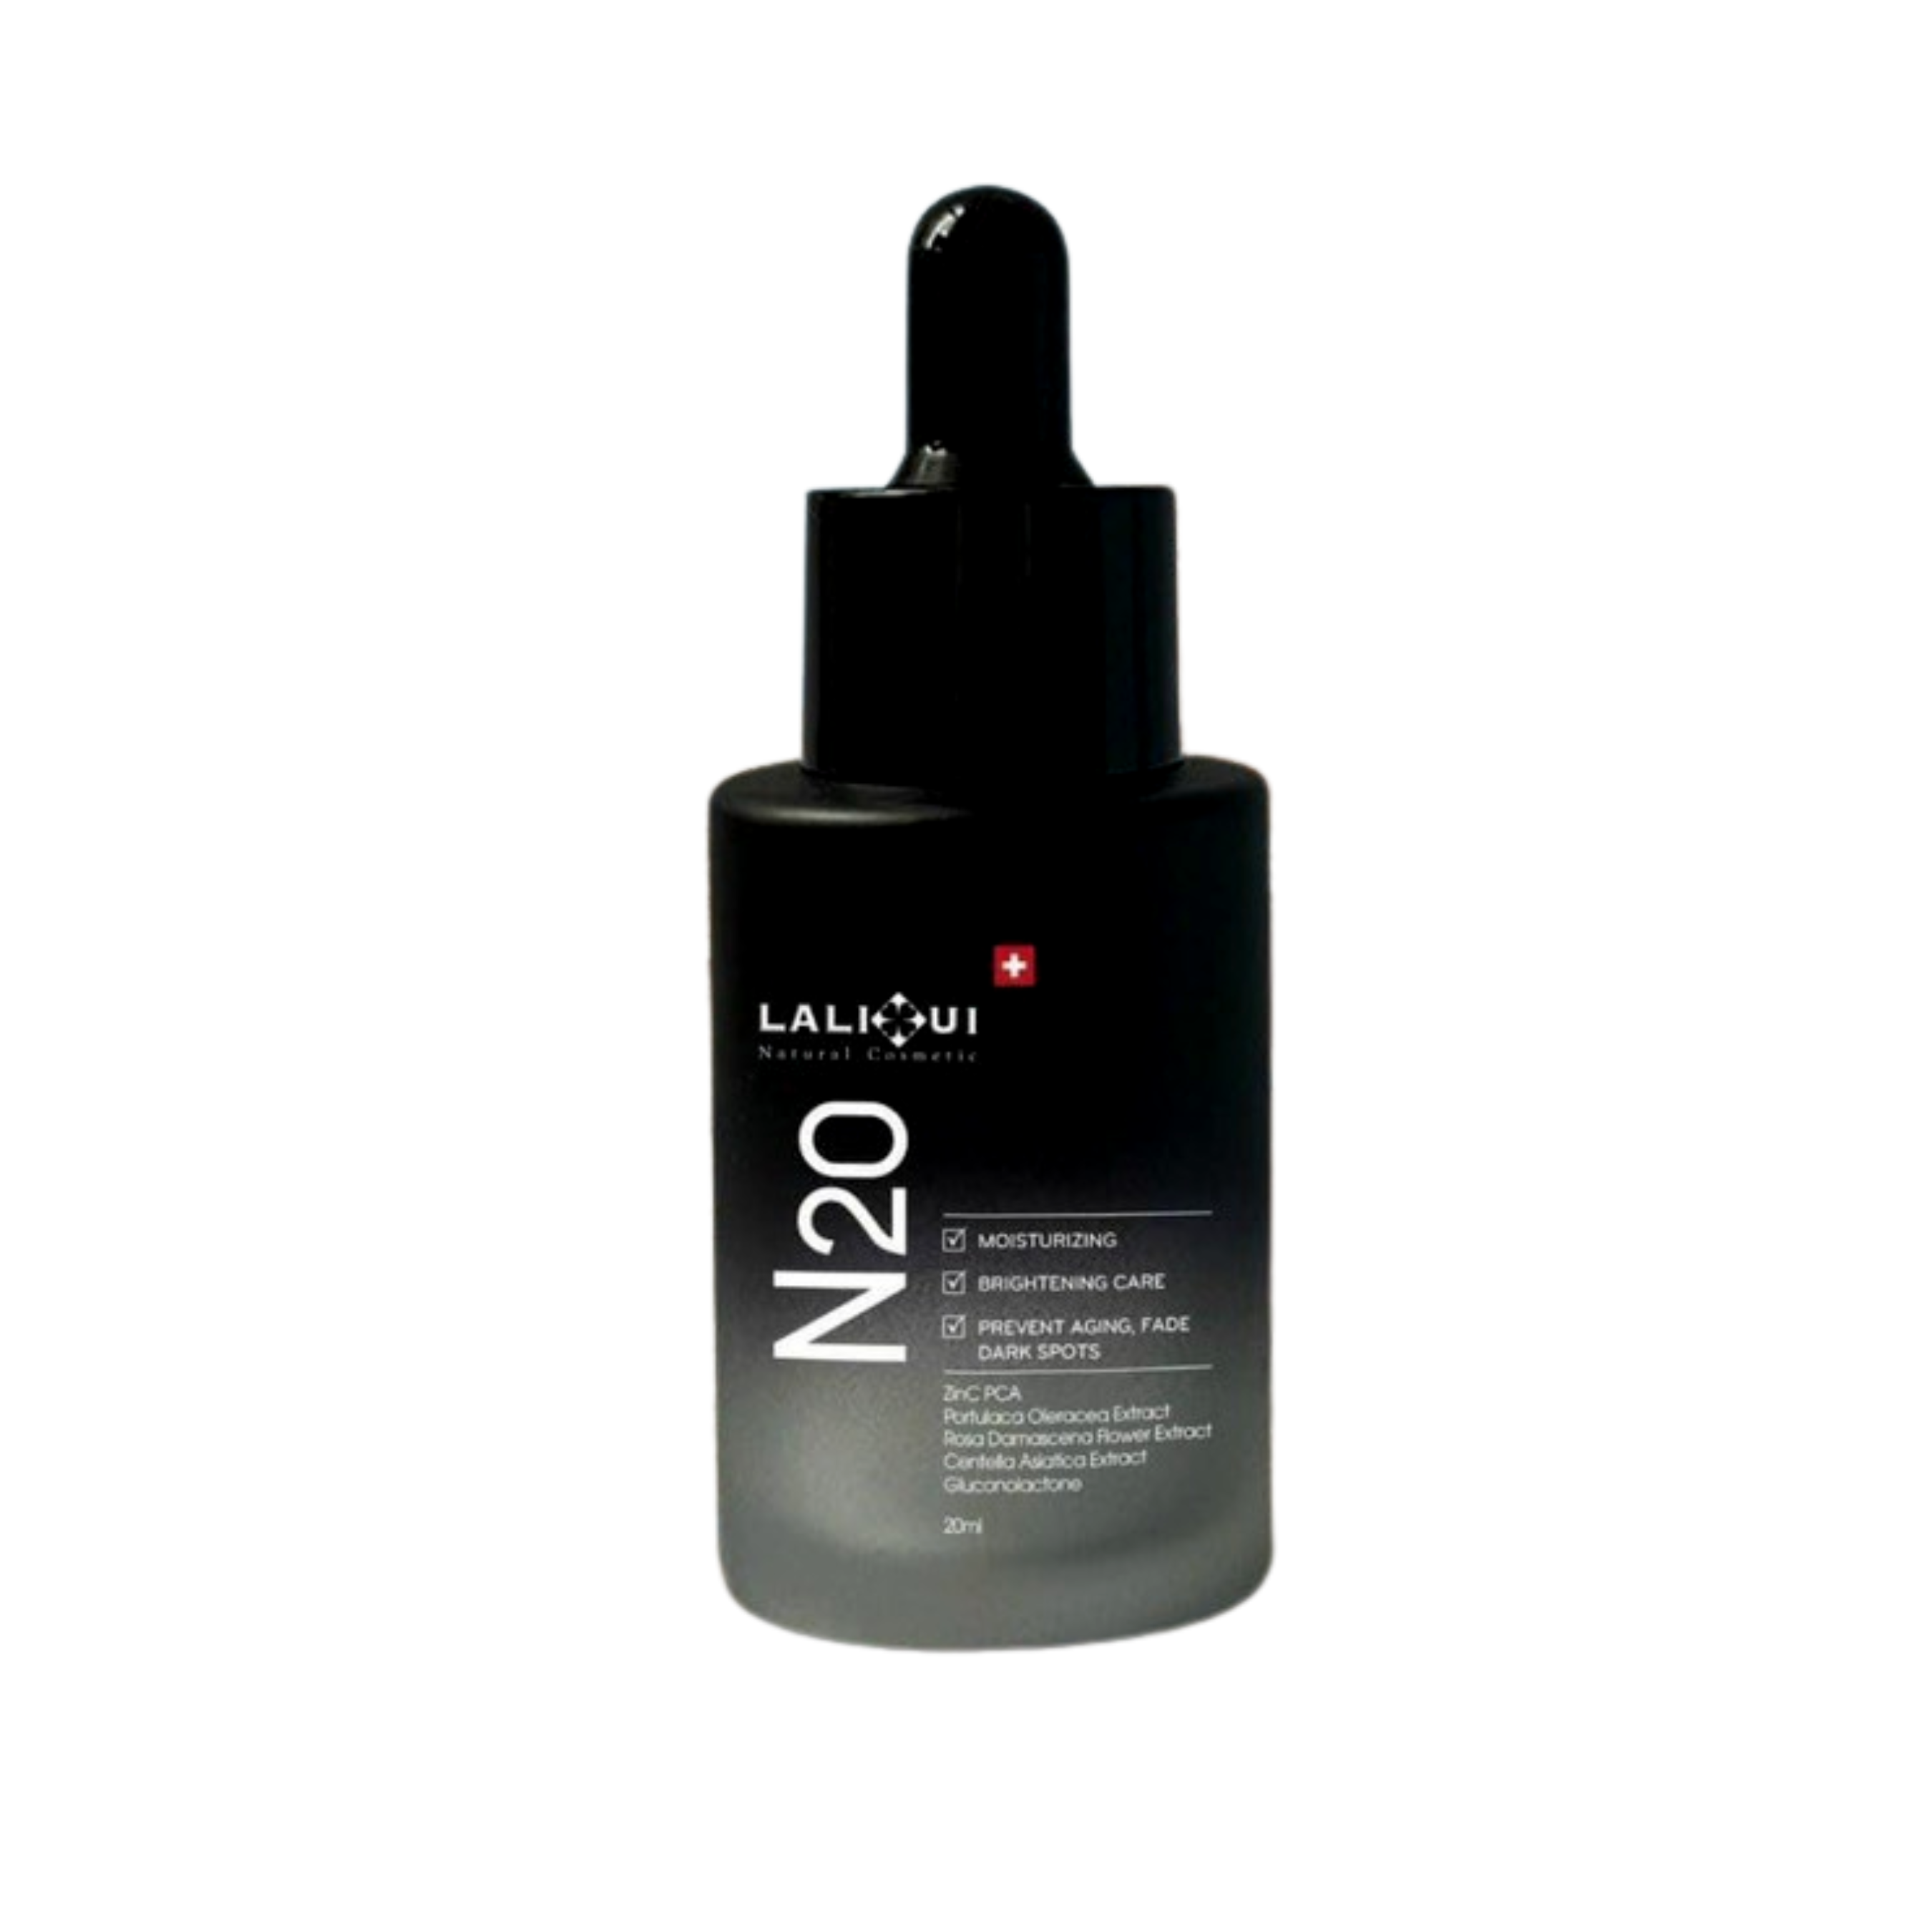 LALIQUI
Natural Cosmetic
N20
MOISTURIZING
BRIGHTENING CARE
PREVENT AGING, FADE
DARK SPOTS
ZinC PCA
Portulaca Oleracea Extract
Rosa Damascena Flower Extract
Centella Asiatica Extract
Gluconolactone
20ml